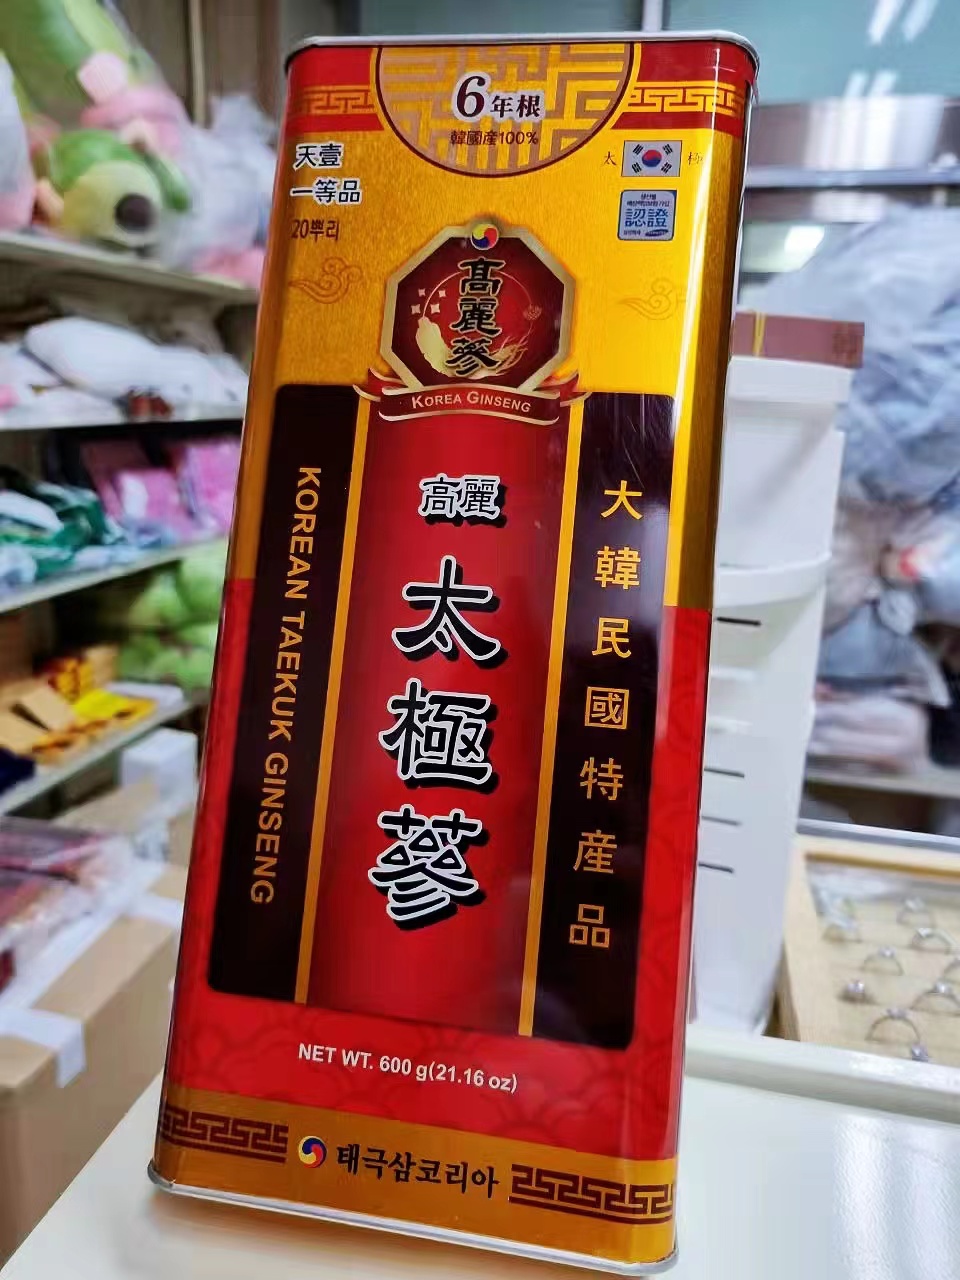 6年根
韓國産100%
天壹
一等品
20뿌리
太 極
認證
高麗蔘
KOREA GINSENG
高麗
太極蔘
KOREAN TAEKUK GINSENG
大韓民國特産品
NET WT. 600 g(21.16 oz)
태극삼코리아